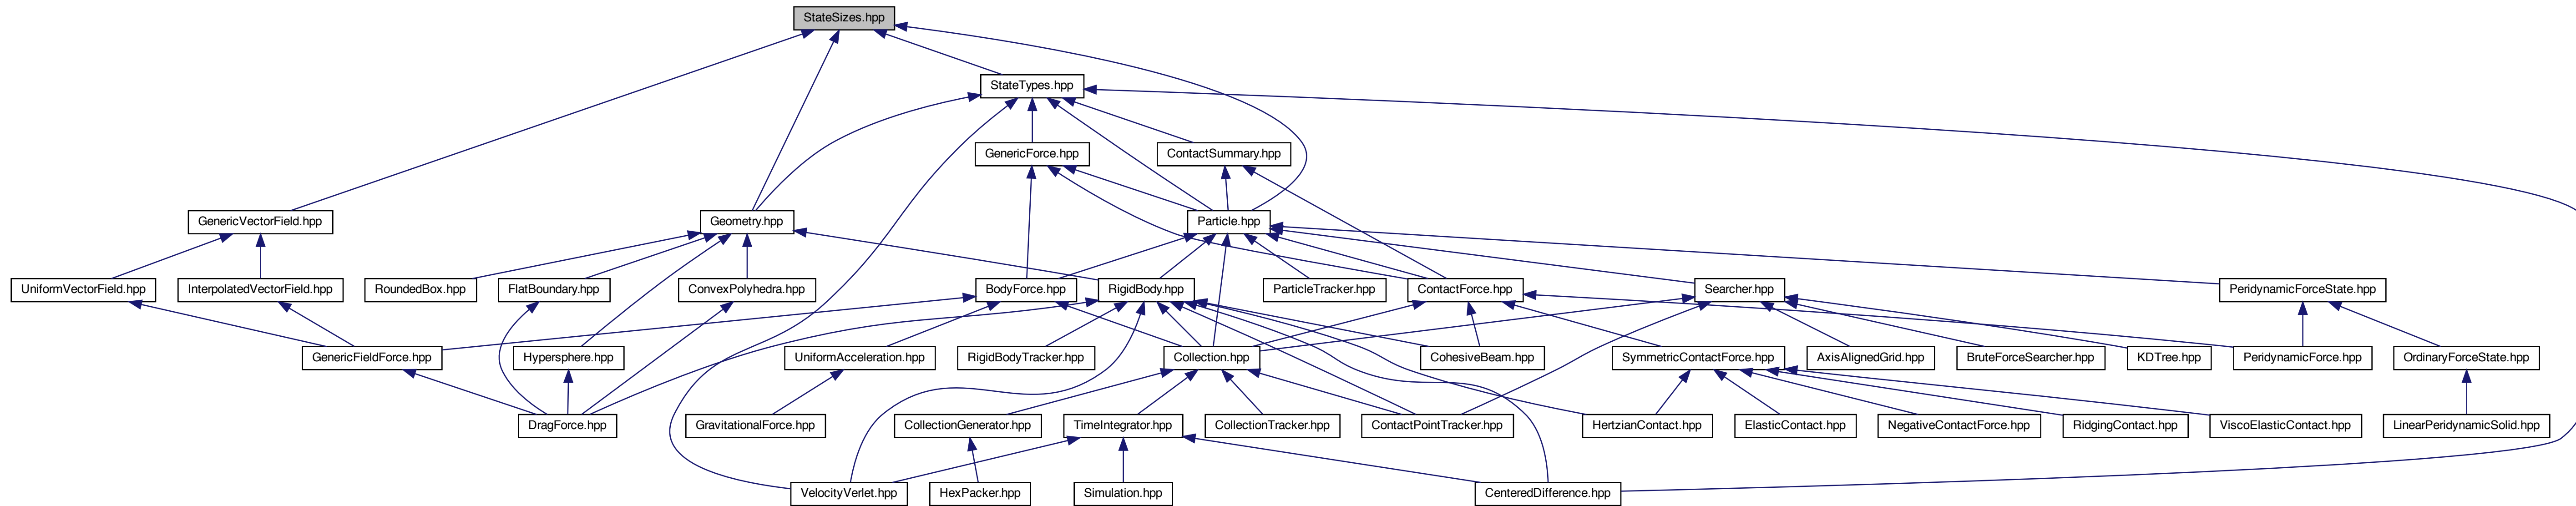 StateSizes.hpp
StateTypes.hpp
GenericForce.hpp
ContactSummary.hpp
GenericVectorField.hpp
Geometry.hpp
Particle.hpp
UniformVectorField.hpp
InterpolatedVectorField.hpp
RoundedBox.hpp
FlatBoundary.hpp
ConvexPolyhedra.hpp
BodyForce.hpp
RigidBody.hpp
ParticleTracker.hpp
ContactForce.hpp
Searcher.hpp
PeridynamicForceState.hpp
GenericFieldForce.hpp
Hypersphere.hpp
UniformAcceleration.hpp
RigidBodyTracker.hpp
Collection.hpp
CohesiveBeam.hpp
SymmetricContactForce.hpp
AxisAlignedGrid.hpp
BruteForceSearcher.hpp
KDTree.hpp
PeridynamicForce.hpp
OrdinaryForceState.hpp
DragForce.hpp
GravitationalForce.hpp
CollectionGenerator.hpp
TimeIntegrator.hpp
CollectionTracker.hpp
ContactPointTracker.hpp
HertzianContact.hpp
ElasticContact.hpp
NegativeContactForce.hpp
RidgingContact.hpp
ViscoElasticContact.hpp
LinearPeridynamicSolid.hpp
VelocityVerlet.hpp
HexPacker.hpp
Simulation.hpp
CenteredDifference.hpp